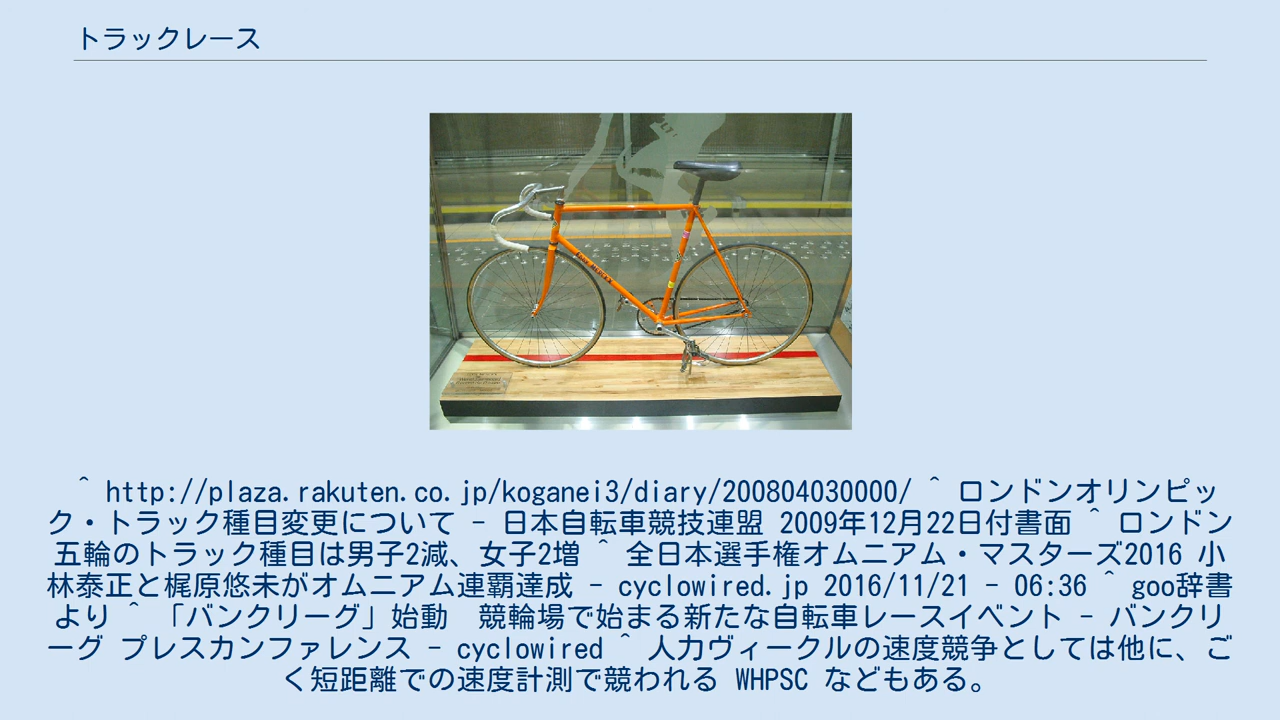 トラックレース
^ http://plaza.rakuten.co.jp/koganei3/diary/200804030000/ ^ ロンドンオリンピッ
ク・トラック種目変更について - 日本自転車競技連盟 2009年12月22日付書面 ^ ロンドン
五輪のトラック種目は男子2減、女子2増 ^ 全日本選手権オムニアム・マスターズ2016 小
林泰正と梶原悠未がオムニアム連覇達成 - cyclowired.jp 2016/11/21 - 06:36 ^ goo辞書
より ^ 「バンクリーグ」始動　競輪場で始まる新たな自転車レースイベント - バンクリ
ーグ プレスカンファレンス - cyclowired ^ 人力ヴィークルの速度競争としては他に、ご
く短距離での速度計測で競われる WHPSC などもある。